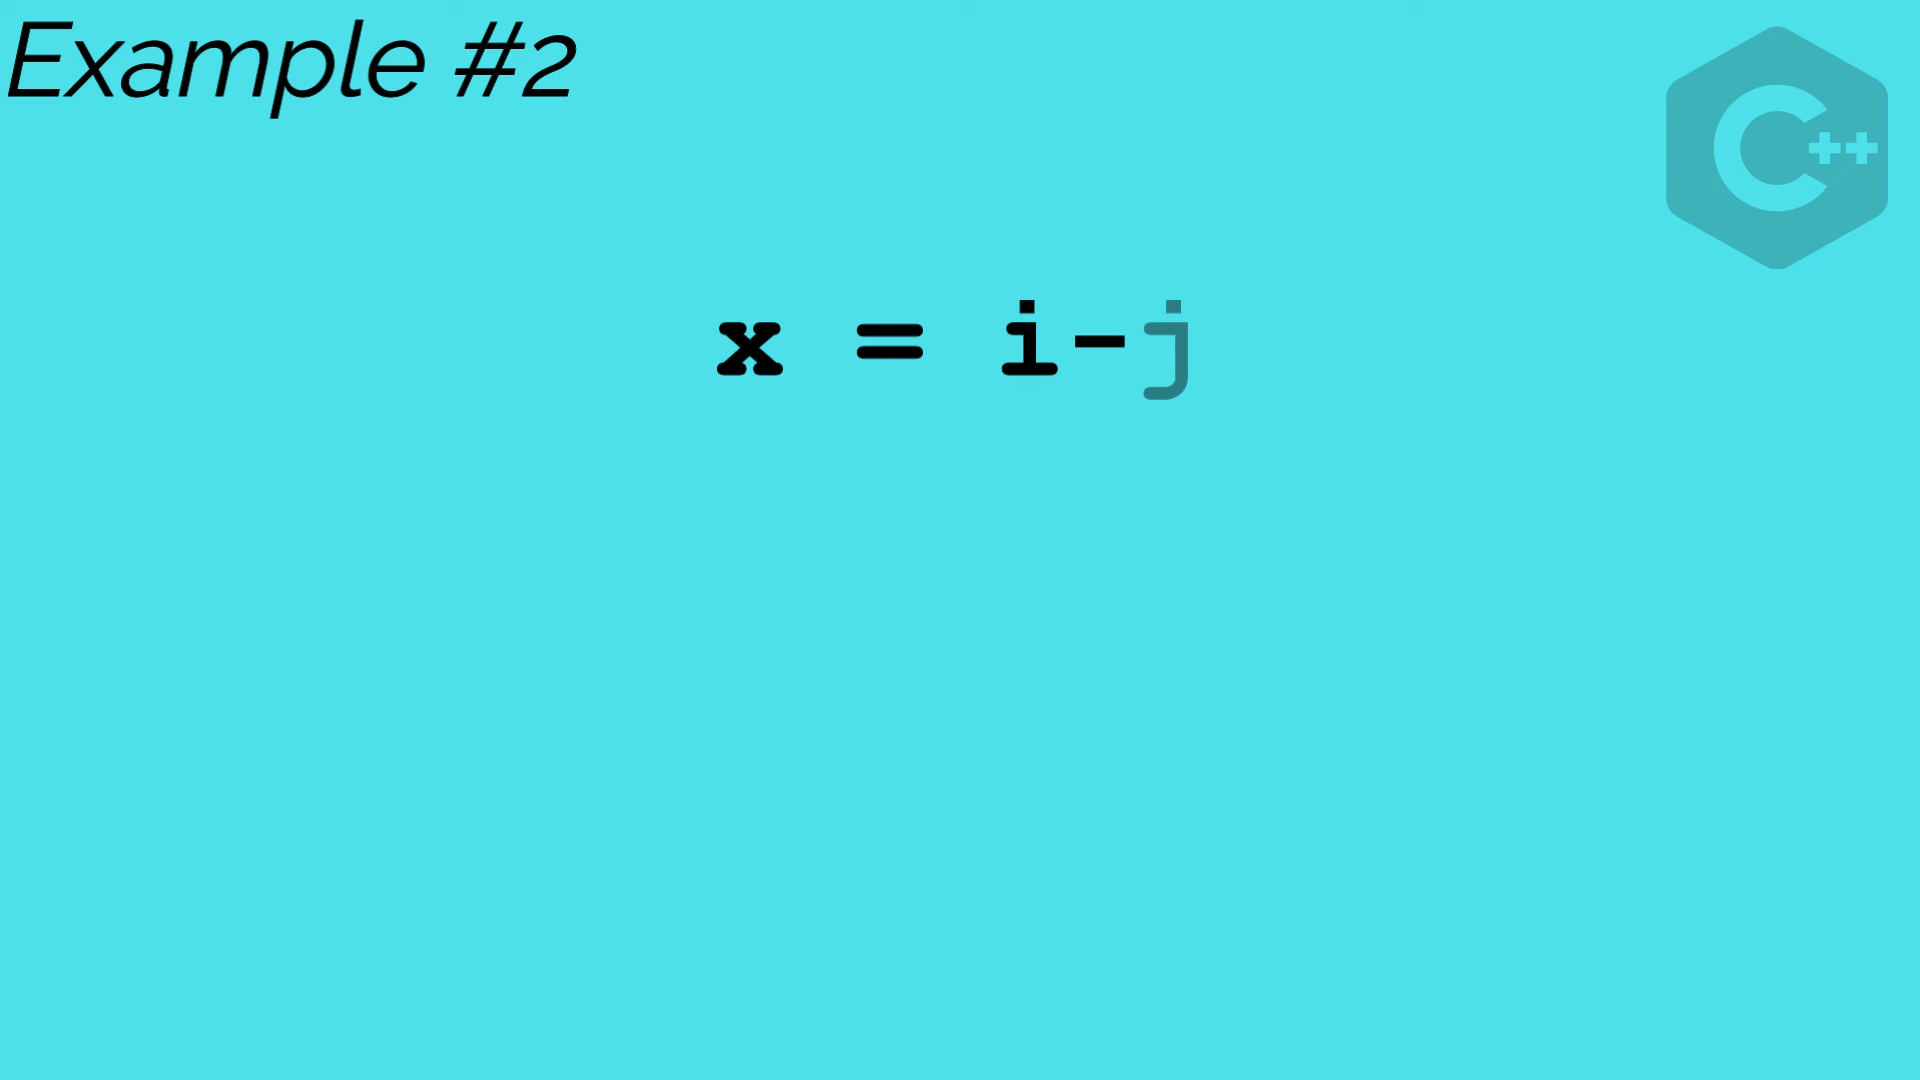 Example #2
C++
x = i-j